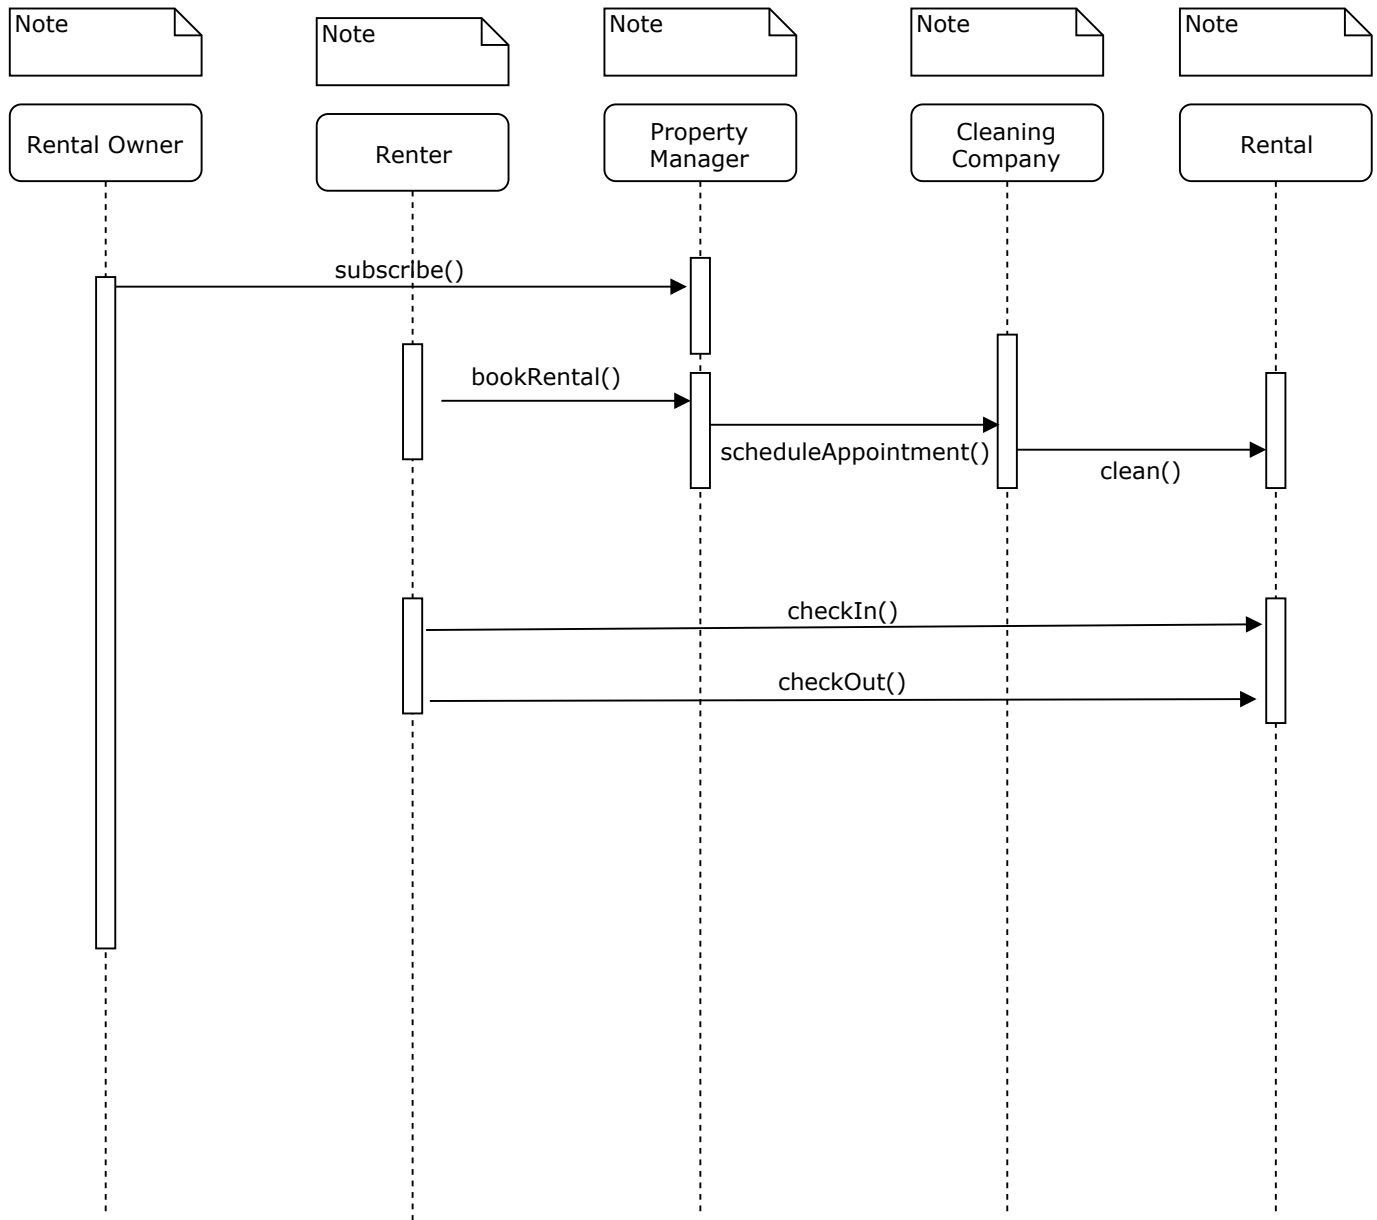 Note
Note
Note
Note
Note
Rental Owner
Renter
Property
Manager
Cleaning
Company
Rental
subscribe()
bookRental()
scheduleAppointment()
clean()
checkIn()
checkOut()